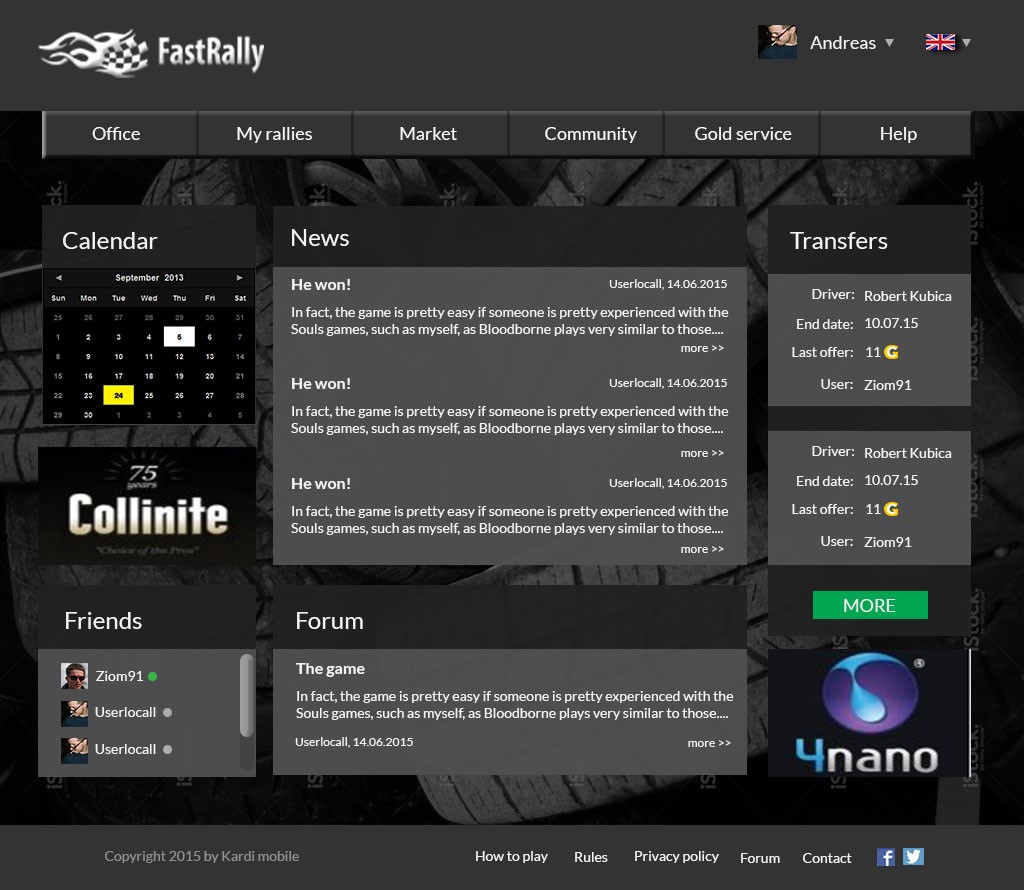 FastRally
Andreas
Office
My rallies
Market
Community
Gold service
Help
Calendar
September 2013
Sun Mon Tue Wed Thu Fri Sat
25 26 27 28 29 30 31
1 2 3 4 5 6 7
8 9 10 11 12 13 14
15 16 17 18 19 20 21
22 23 24 25 26 27 28
29 30 1 2 3 4 5
75
years
Collinite
"Choice of the Pros"
Friends
Ziom91
Userlocall
Userlocall
News
He won! Userlocall, 14.06.2015
In fact, the game is pretty easy if someone is pretty experienced with the
Souls games, such as myself, as Bloodborne plays very similar to those....
more >>
He won! Userlocall, 14.06.2015
In fact, the game is pretty easy if someone is pretty experienced with the
Souls games, such as myself, as Bloodborne plays very similar to those....
more >>
He won! Userlocall, 14.06.2015
In fact, the game is pretty easy if someone is pretty experienced with the
Souls games, such as myself, as Bloodborne plays very similar to those....
more >>
Forum
The game
In fact, the game is pretty easy if someone is pretty experienced with the
Souls games, such as myself, as Bloodborne plays very similar to those....
Userlocall, 14.06.2015 more >>
Transfers
Driver: Robert Kubica
End date: 10.07.15
Last offer: 11 G
User: Ziom91
Driver: Robert Kubica
End date: 10.07.15
Last offer: 11 G
User: Ziom91
MORE
4nano
iStock.
Copyright 2015 by Kardi mobile
How to play
Rules
Privacy policy
Forum
Contact